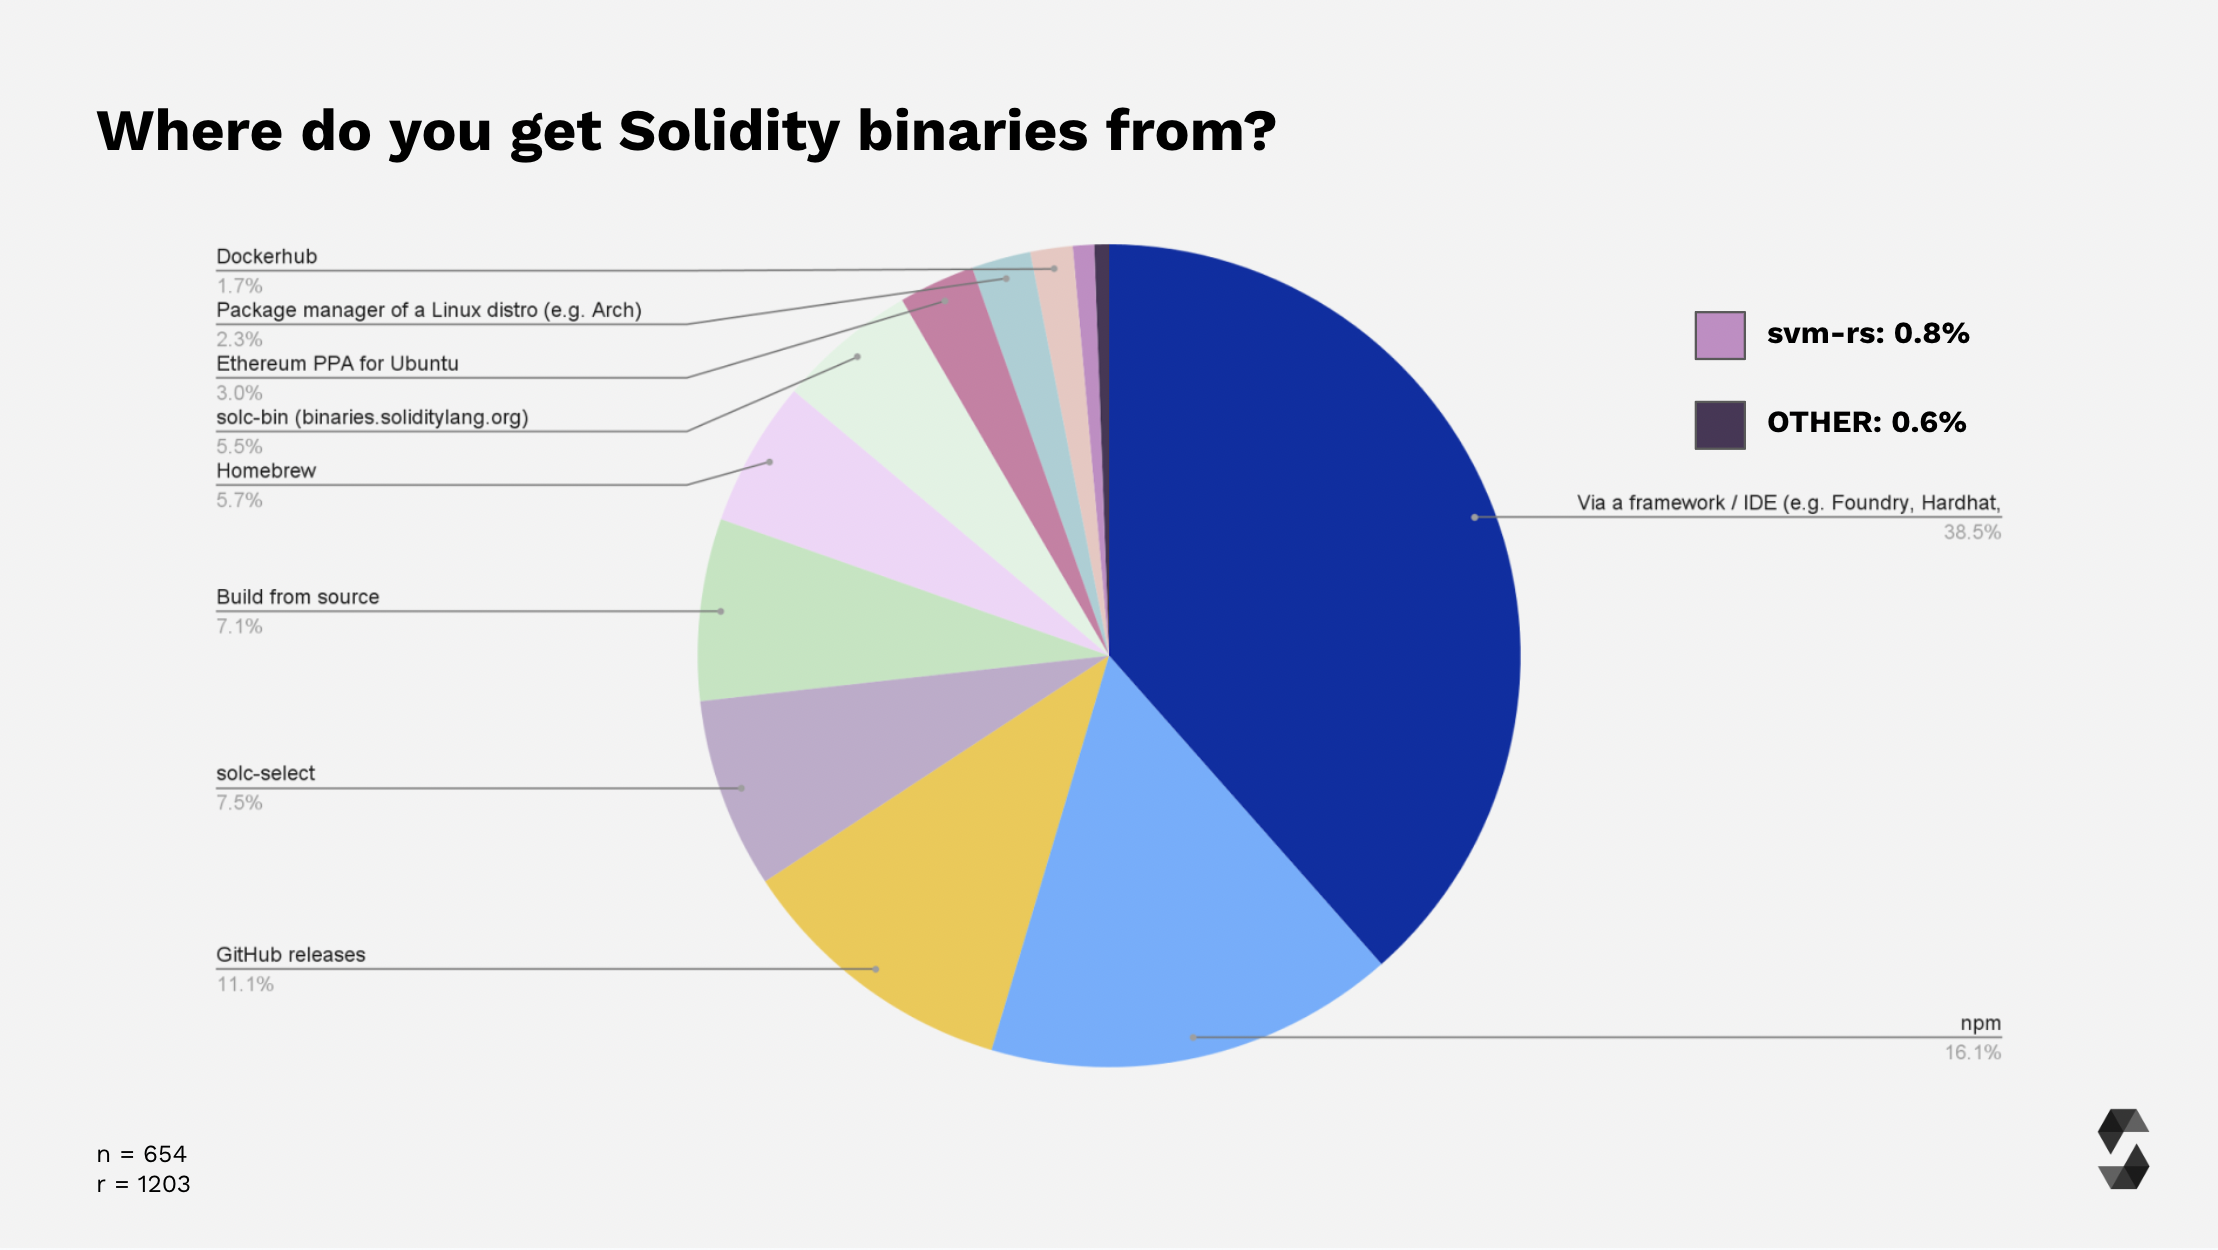 Where do you get Solidity binaries from?
Dockerhub
1.7%
Package manager of a Linux distro (e.g. Arch)
2.3%
Ethereum PPA for Ubuntu
3.0%
solc-bin (binaries.soliditylang.org)
5.5%
Homebrew
5.7%
Build from source
7.1%
solc-select
7.5%
GitHub releases
11.1%
svm-rs: 0.8%
OTHER: 0.6%
Via a framework / IDE (e.g. Foundry, Hardhat,
38.5%
npm
16.1%
n = 654
r = 1203